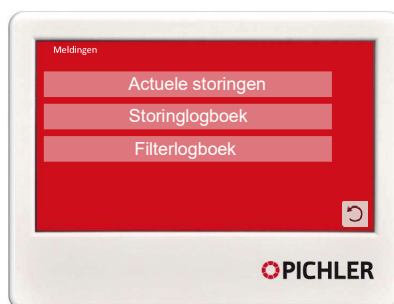 Meldingen
Actuele storingen
Storinglogboek
Filterlogboek
PICHLER